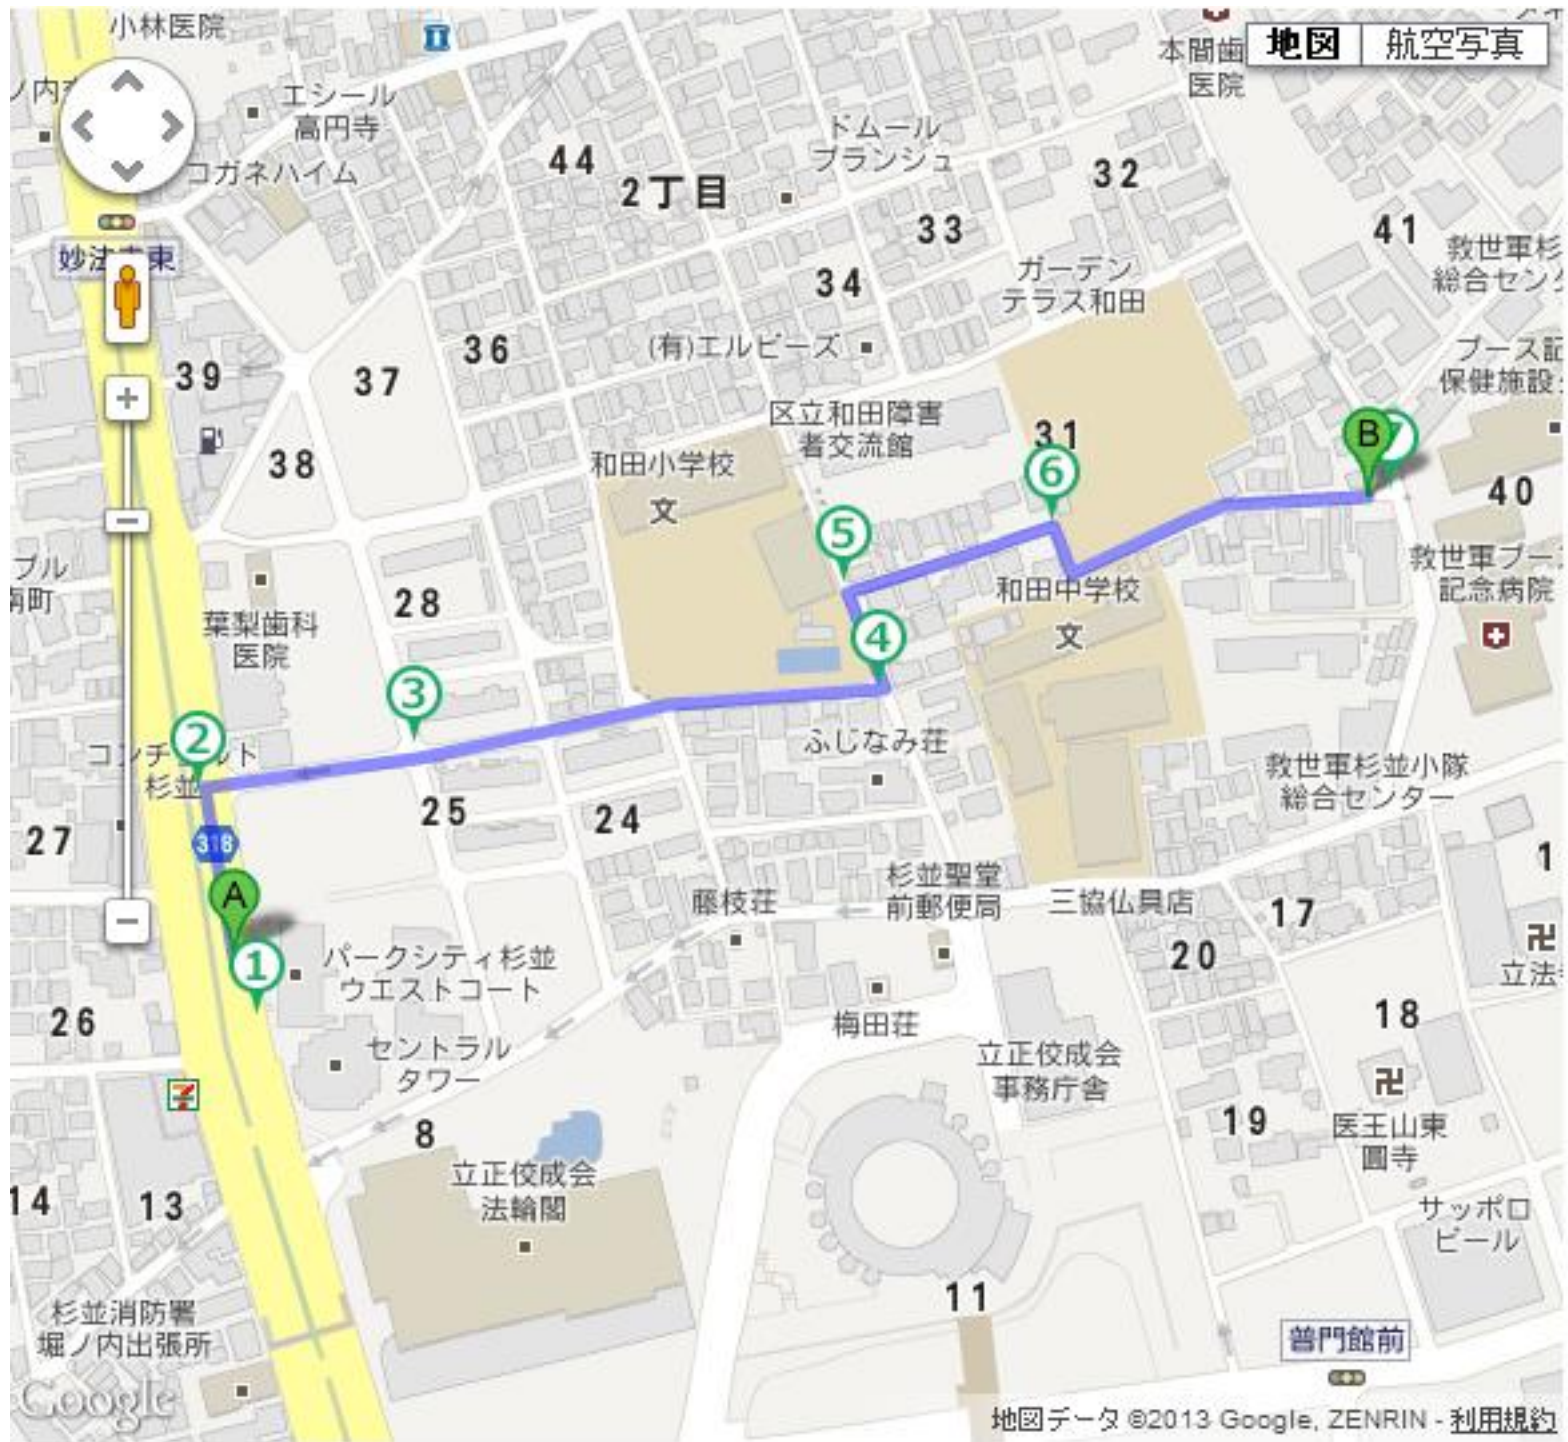 小林医院
本間歯
医院
地図
航空写真
エシール
高円寺
コガネハイム
44
2丁目
ドムール
ブランシュ
32
33
34
41
救世軍杉
総合セン
ガーデン
テラス和田
(有)エルビーズ
36
37
39
38
ブース記
保健施設
区立和田障害
者交流館
31
和田小学校
文
B
6
5
40
救世軍ブー
記念病院
和田中学校
文
28
葉梨歯科
医院
ブル
4
3
2
杉並
ふじなみ荘
救世軍杉並小隊
総合センター
318
25
24
27
A
1
藤枝荘
杉並聖堂
前郵便局
三協仏具店
17
1
20
卍
立法
パークシティ杉並
ウエストコート
26
セントラル
タワー
梅田荘
立正佼成会
事務庁舎
18
卍
医王山東
圓寺
19
8
立正佼成会
法輪閣
14
13
サッポロ
ビール
11
杉並消防署
堀ノ内出張所
普門館前
Google
地図データ ©2013 Google, ZENRIN - 利用規約